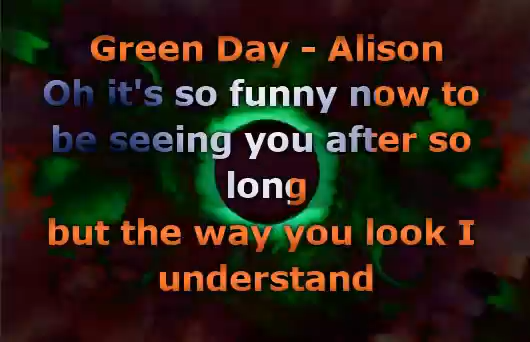 Green Day - Alison
Oh it's so funny now to
be seeing you after so
long
but the way you look I
understand